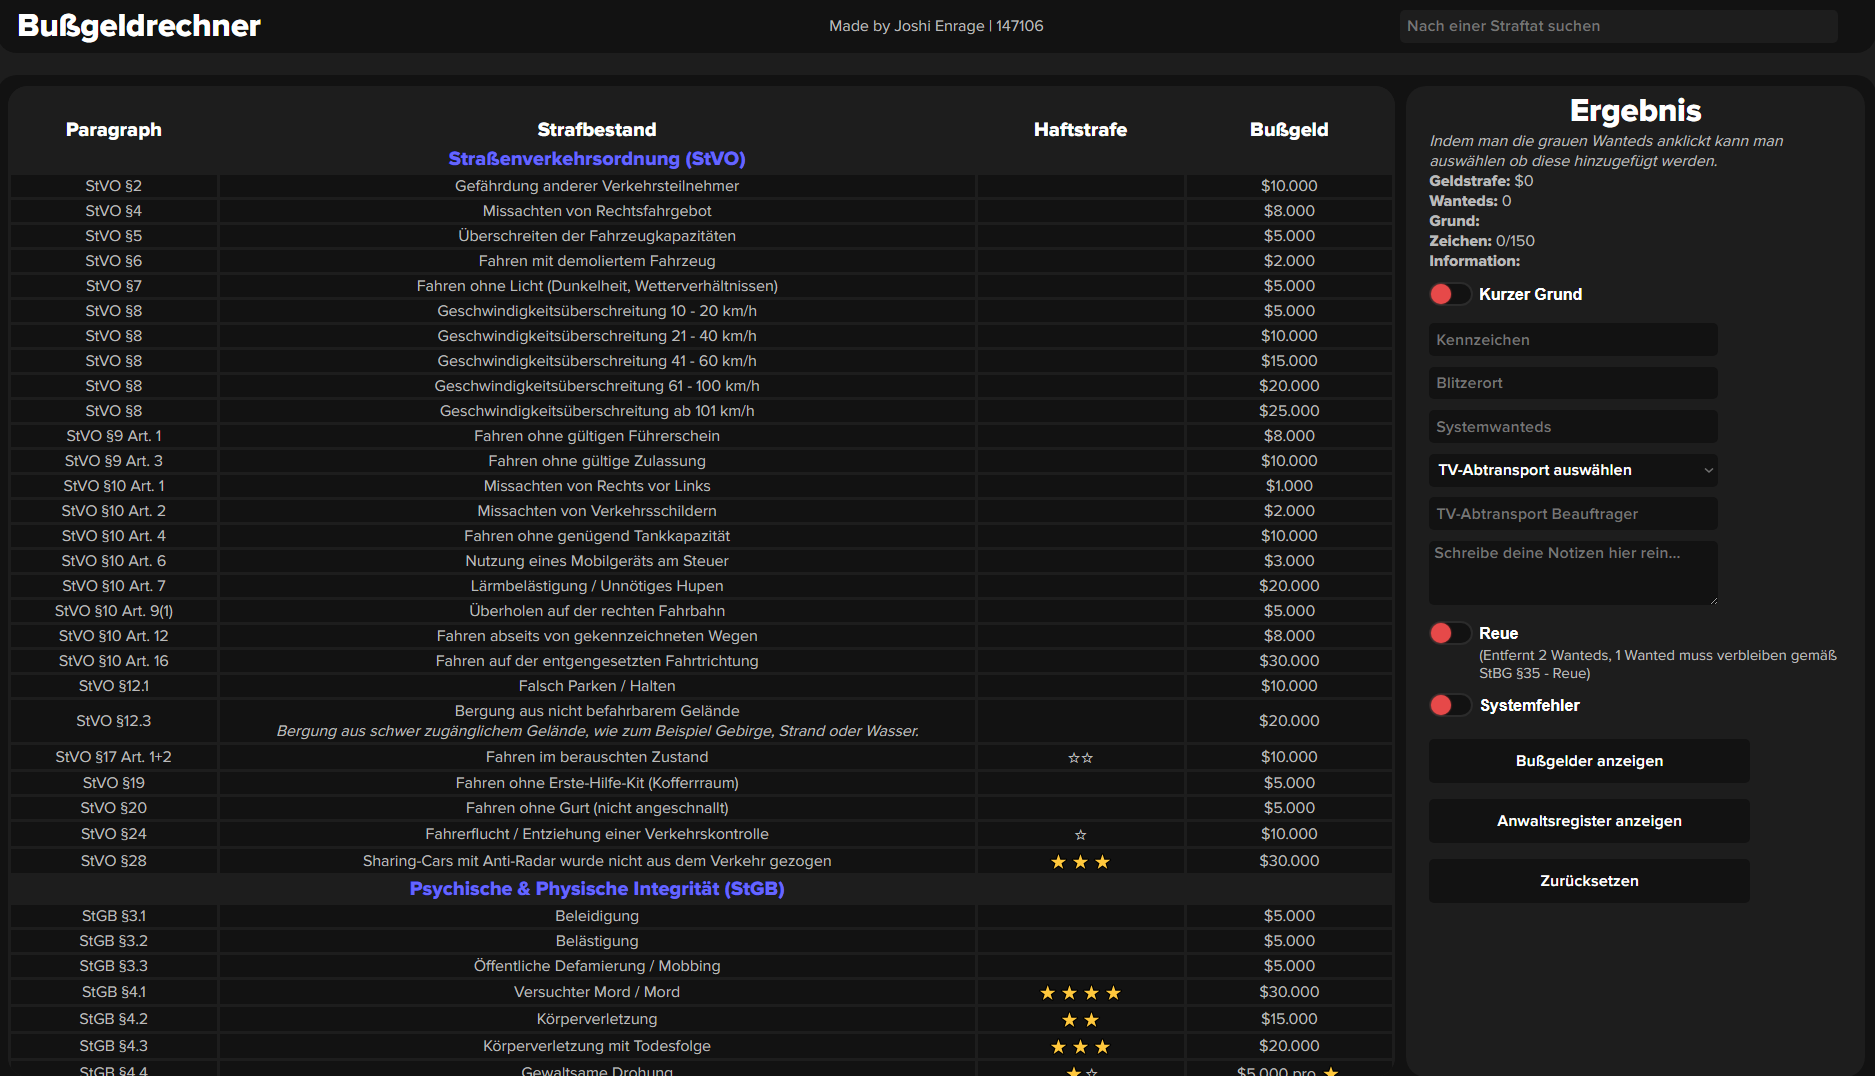 Bußgeldrechner
Made by Joshi Enrage | 147106
Nach einer Straftat suchen
Paragraph Strafbestand Haftstrafe Bußgeld
Straßenverkehrsordnung (StVO)
StVO §2 Gefährdung anderer Verkehrsteilnehmer $10.000
StVO §4 Missachten von Rechtsfahrgebot $8.000
StVO §5 Überschreiten der Fahrzeugkapazitäten $5.000
StVO §6 Fahren mit demoliertem Fahrzeug $2.000
StVO §7 Fahren ohne Licht (Dunkelheit, Wetterverhältnissen) $5.000
StVO §8 Geschwindigkeitsüberschreitung 10 - 20 km/h $5.000
StVO §8 Geschwindigkeitsüberschreitung 21 - 40 km/h $10.000
StVO §8 Geschwindigkeitsüberschreitung 41 - 60 km/h $15.000
StVO §8 Geschwindigkeitsüberschreitung 61 - 100 km/h $20.000
StVO §8 Geschwindigkeitsüberschreitung ab 101 km/h $25.000
StVO §9 Art. 1 Fahren ohne gültigen Führerschein $8.000
StVO §9 Art. 3 Fahren ohne gültige Zulassung $10.000
StVO §10 Art. 1 Missachten von Rechts vor Links $1.000
StVO §10 Art. 2 Missachten von Verkehrsschildern $2.000
StVO §10 Art. 4 Fahren ohne genügend Tankkapazität $10.000
StVO §10 Art. 6 Nutzung eines Mobilgeräts am Steuer $3.000
StVO §10 Art. 7 Lärmbelästigung / Unnötiges Hupen $20.000
StVO §10 Art. 9(1) Überholen auf der rechten Fahrbahn $5.000
StVO §10 Art. 12 Fahren abseits von gekennzeichneten Wegen $8.000
StVO §10 Art. 16 Fahren auf der entgengesetzten Fahrtrichtung $30.000
StVO §12.1 Falsch Parken / Halten $10.000
StVO §12.3 Bergung aus nicht befahrbarem Gelände $20.000
Bergung aus schwer zugänglichem Gelände, wie zum Beispiel Gebirge, Strand oder Wasser.
StVO §17 Art. 1+2 Fahren im berauschten Zustand ☆☆ $10.000
StVO §19 Fahren ohne Erste-Hilfe-Kit (Kofferrraum) $5.000
StVO §20 Fahren ohne Gurt (nicht angeschnallt) $5.000
StVO §24 Fahrerflucht / Entziehung einer Verkehrskontrolle ☆ $10.000
StVO §28 Sharing-Cars mit Anti-Radar wurde nicht aus dem Verkehr gezogen ★ ★ ★ $30.000
Psychische & Physische Integrität (StGB)
StGB §3.1 Beleidigung $5.000
StGB §3.2 Belästigung $5.000
StGB §3.3 Öffentliche Defamierung / Mobbing $5.000
StGB §4.1 Versuchter Mord / Mord ★ ★ ★ ★ $30.000
StGB §4.2 Körperverletzung ★ ★ $15.000
StGB §4.3 Körperverletzung mit Todesfolge ★ ★ ★ $20.000
StGB §4.4 Gewaltsame Drohung ★ ☆ $5.000 pro ★
Ergebnis
Indem man die grauen Wanteds anklickt kann man
auswählen ob diese hinzugefügt werden.
Geldstrafe: $0
Wanteds: 0
Grund:
Zeichen: 0/150
Information:
Kurzer Grund
Kennzeichen
Blitzerort
Systemwanteds
TV-Abtransport auswählen
TV-Abtransport Beauftrager
Schreibe deine Notizen hier rein...
Reue
(Entfernt 2 Wanteds, 1 Wanted muss verbleiben gemäß
StBG §35 - Reue)
Systemfehler
Bußgelder anzeigen
Anwaltsregister anzeigen
Zurücksetzen